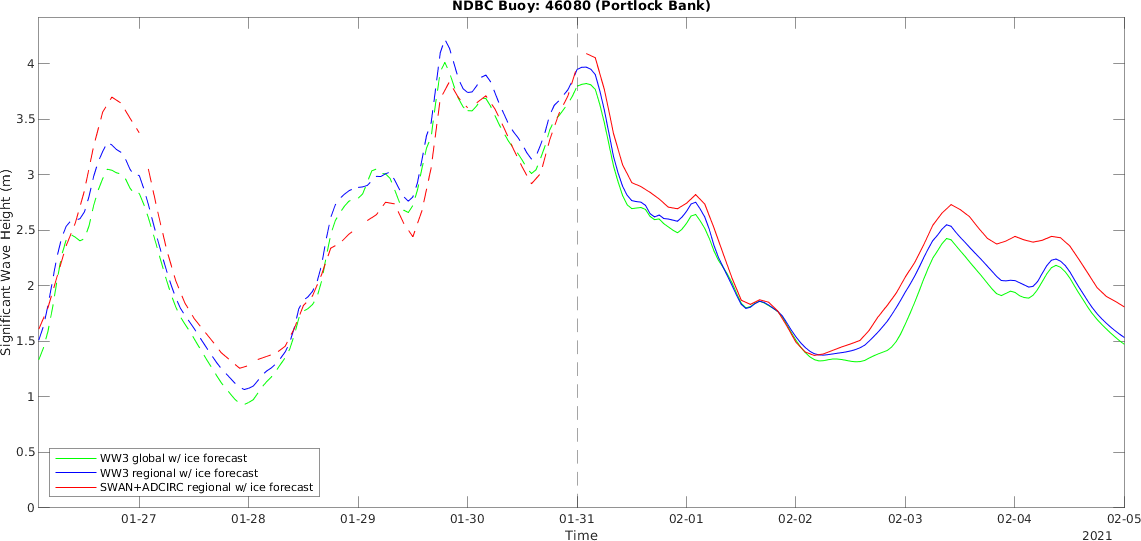 NDBC Buoy: 46080 (Portlock Bank)
Significant Wave Height (m)
4
3.5
3
2.5
2
1.5
1
0.5
0
WW3 global w/ ice forecast
WW3 regional w/ ice forecast
SWAN+ADCIRC regional w/ ice forecast
01-27 01-28 01-29 01-30 01-31 02-01 02-02 02-03 02-04 02-05
Time
2021